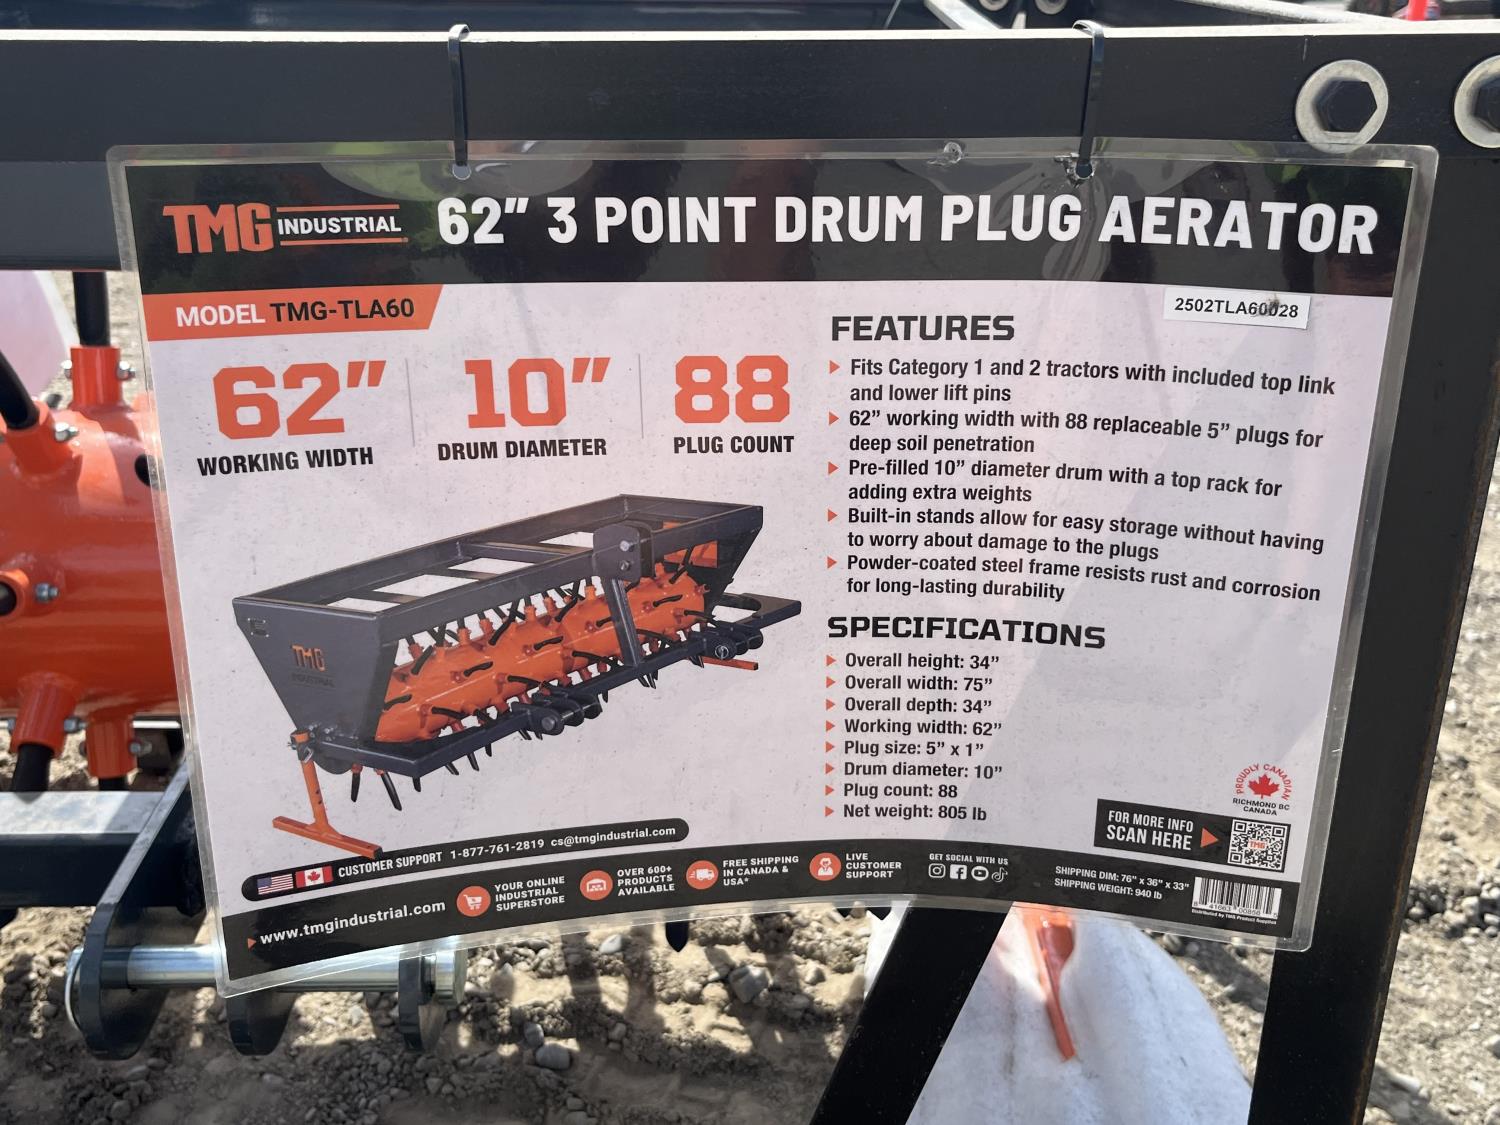 TMG INDUSTRIAL
62" 3 POINT DRUM PLUG AERATOR
MODEL TMG-TLA60
2502TLA60028
62"
WORKING WIDTH
10"
DRUM DIAMETER
88
PLUG COUNT
FEATURES
Fits Category 1 and 2 tractors with included top link
and lower lift pins
62" working width with 88 replaceable 5" plugs for
deep soil penetration
Pre-filled 10" diameter drum with a top rack for
adding extra weights
Built-in stands allow for easy storage without having
to worry about damage to the plugs
Powder-coated steel frame resists rust and corrosion
for long-lasting durability
SPECIFICATIONS
Overall height: 34"
Overall width: 75"
Overall depth: 34"
Working width: 62"
Plug size: 5" x 1"
Drum diameter: 10"
Plug count: 88
Net weight: 805 lb
TMG
INDUSTRIAL
PROUDLY CANADIAN
RICHMOND BC
CANADA
FOR MORE INFO
SCAN HERE
TMG
CUSTOMER SUPPORT 1-877-761-2819 cs@tmgindustrial.com
www.tmgindustrial.com
YOUR ONLINE
INDUSTRIAL
SUPERSTORE
OVER 600+
PRODUCTS
AVAILABLE
FREE SHIPPING
IN CANADA &
USA*
LIVE
CUSTOMER
SUPPORT
GET SOCIAL WITH US
SHIPPING DIM: 76" x 36" x 33"
SHIPPING WEIGHT: 940 lb
Distributed by TMG Product Supplies